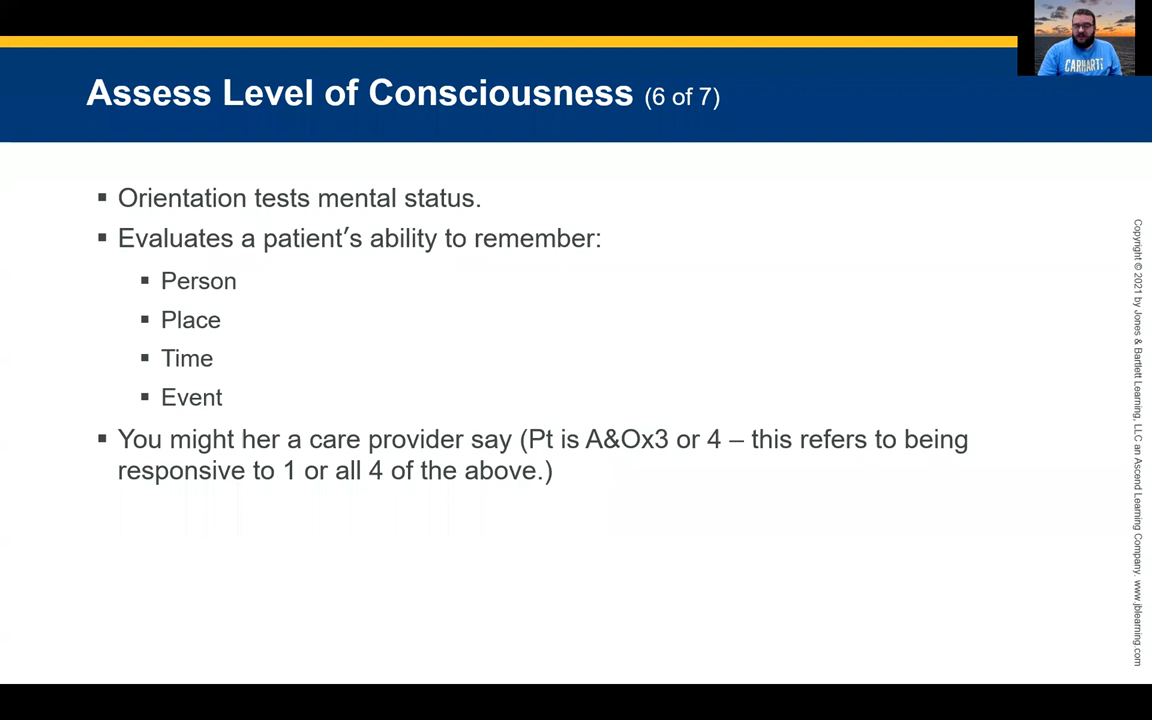 Assess Level of Consciousness (6 of 7)
▪ Orientation tests mental status.
▪ Evaluates a patient’s ability to remember:
▪ Person
▪ Place
▪ Time
▪ Event
▪ You might her a care provider say (Pt is A&Ox3 or 4 – this refers to being
responsive to 1 or all 4 of the above.)
Copyright © 2021 by Jones & Bartlett Learning, LLC an Ascend Learning Company. www.jblearning.com
CARHARTT